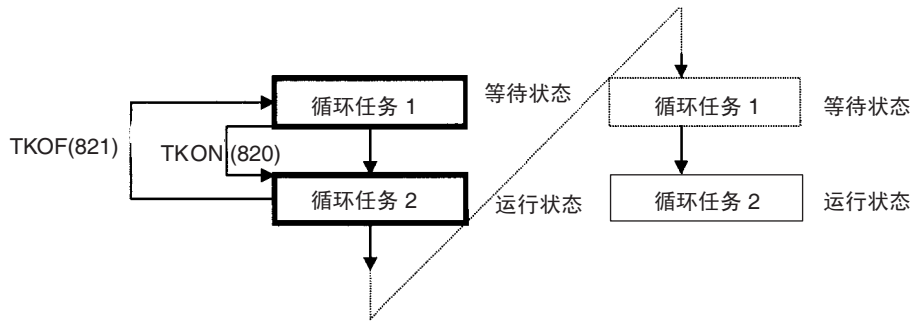 循环任务 1
等待状态
TKOF(821)
TKON (820)
循环任务 2
运行状态
循环任务 1
等待状态
循环任务 2
运行状态